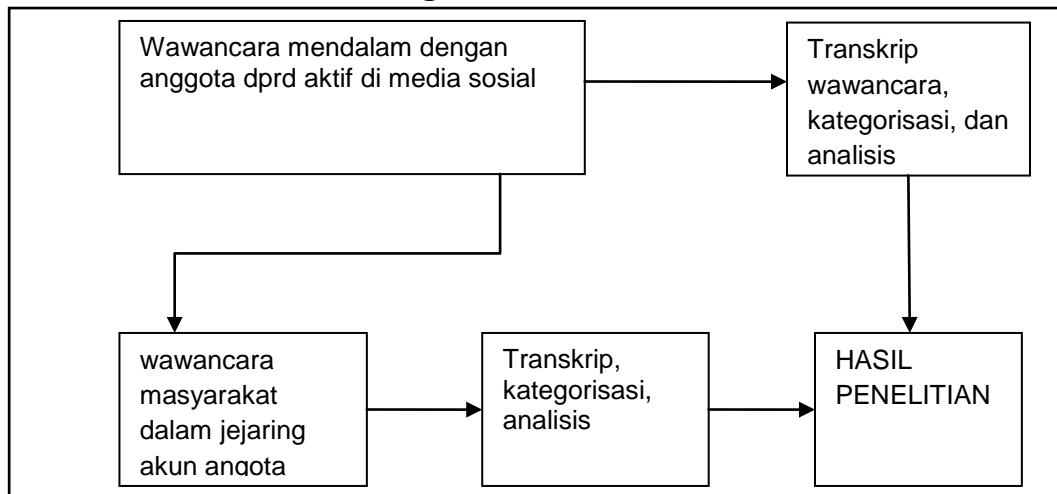 Wawancara mendalam dengan
anggota dprd aktif di media sosial
Transkrip
wawancara,
kategorisasi, dan
analisis
wawancara
masyarakat
dalam jejaring
akun angota
Transkrip,
kategorisasi,
analisis
HASIL
PENELITIAN